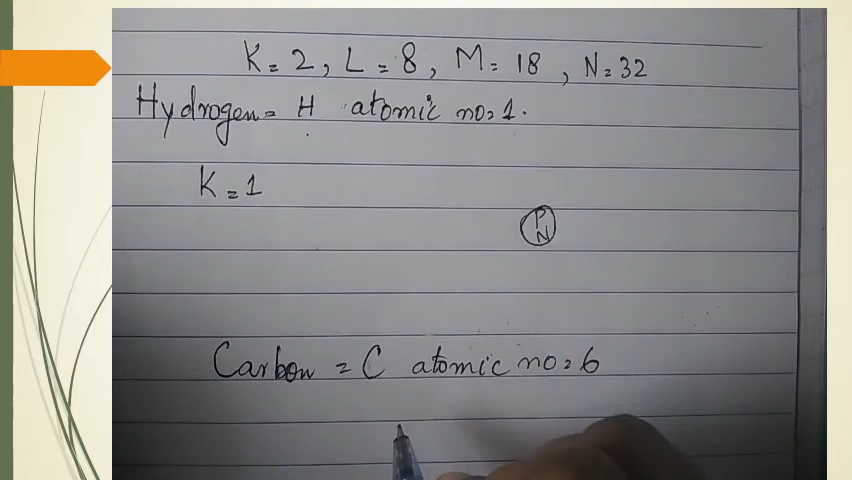 K = 2, L = 8, M = 18, N = 32
Hydrogen = H atomic no = 1.
K = 1
P
N
Carbon = C atomic no = 6